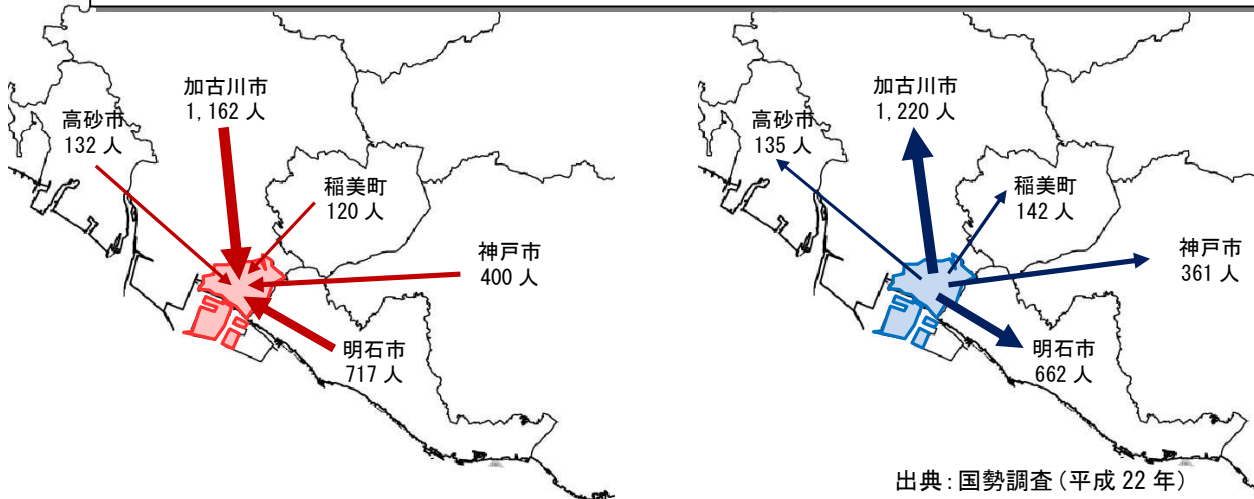 加古川市
1,162 人
高砂市
132 人
稲美町
120 人
神戸市
400 人
明石市
717 人
加古川市
1,220 人
高砂市
135 人
稲美町
142 人
神戸市
361 人
明石市
662 人
出典：国勢調査（平成 22 年）